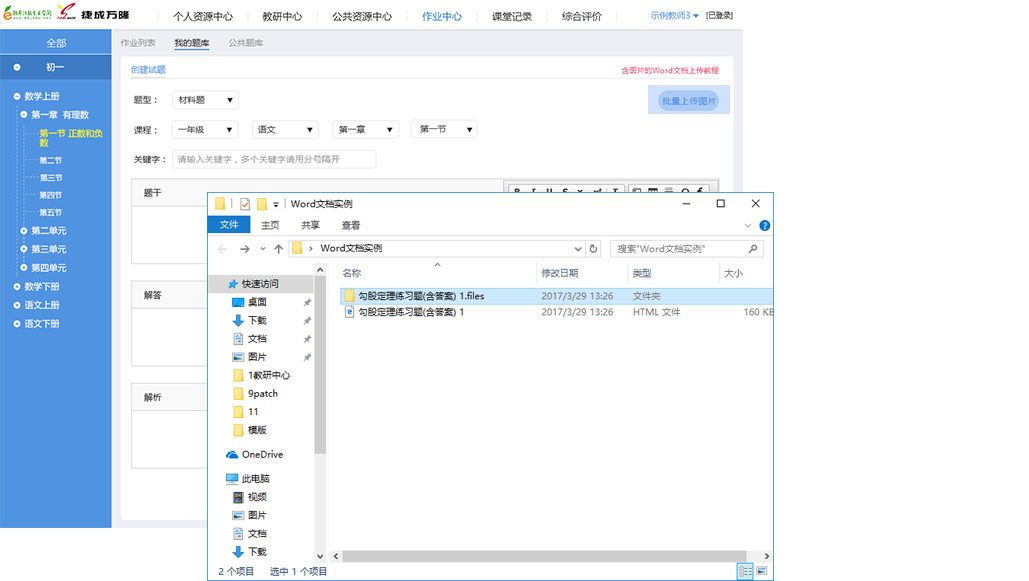 捷成万隆
个人资源中心 教研中心 公共资源中心 作业中心 课堂记录 综合评价 示例教师3 [已登录]
全部
作业列表 我的题库 公共题库
初一
创建试题 含图片的Word文档上传教程
数学上册
第一章 有理数
第一节 正数和负数
第二节
第三节
第四节
第五节
第二单元
第三单元
第四单元
数学下册
语文上册
语文下册
题型： 材料题
批量上传图片
课程： 一年级 语文 第一章 第一节
关键字： 请输入关键字，多个关键字请用分号隔开
题干
解答
解析
Word文档实例
文件 主页 共享 查看
Word文档实例 搜索"Word文档实例"
名称 修改日期 类型 大小
勾股定理练习题(含答案) 1.files 2017/3/29 13:26 文件夹
勾股定理练习题(含答案) 1 2017/3/29 13:26 HTML 文件 160 KB
快速访问
桌面
下载
文档
图片
1教研中心
9patch
11
模版
OneDrive
此电脑
视频
图片
文档
下载
2 个项目 选中 1 个项目